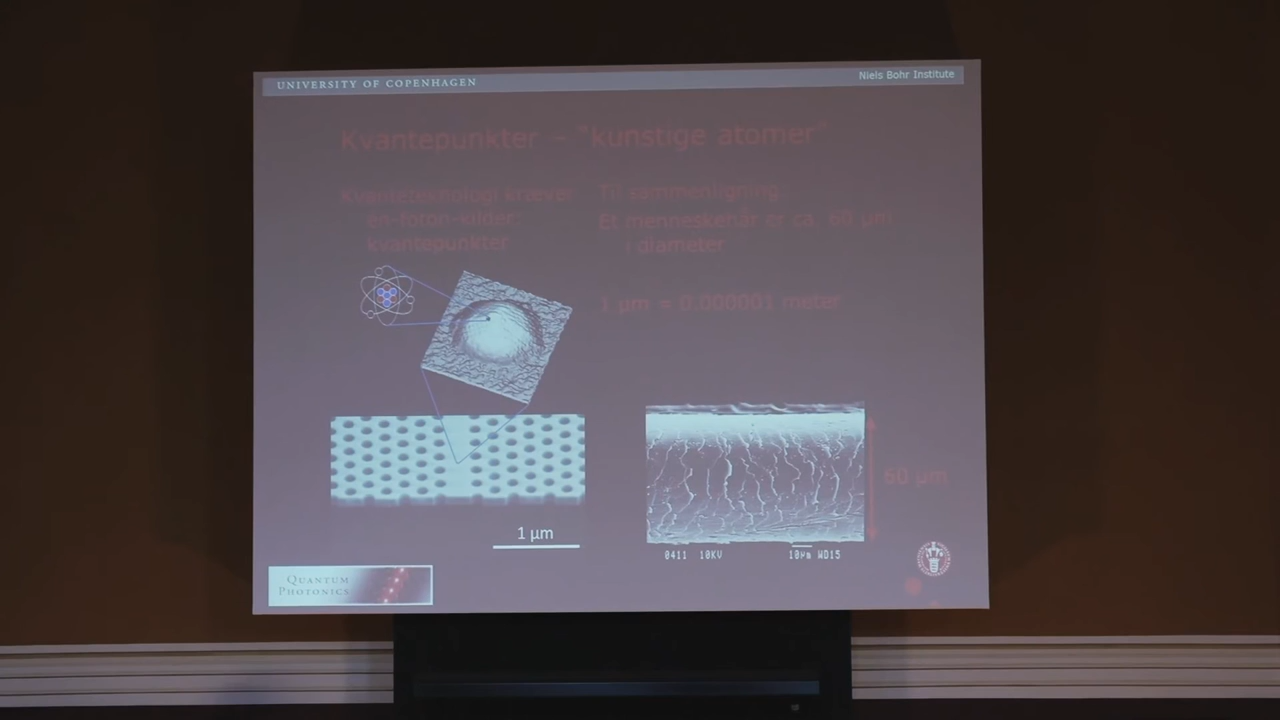 UNIVERSITY OF COPENHAGEN
Niels Bohr Institute
Kvantepunkter – "kunstige atomer"
Kvanteteknologi kræver
én-foton-kilder:
kvantepunkter
Til sammenligning:
Et menneskehår er ca. 60 µm
i diameter
1 µm = 0.000001 meter
60 µm
1 µm
0411 10KV
10µm WD15
QUANTUM
PHOTONICS